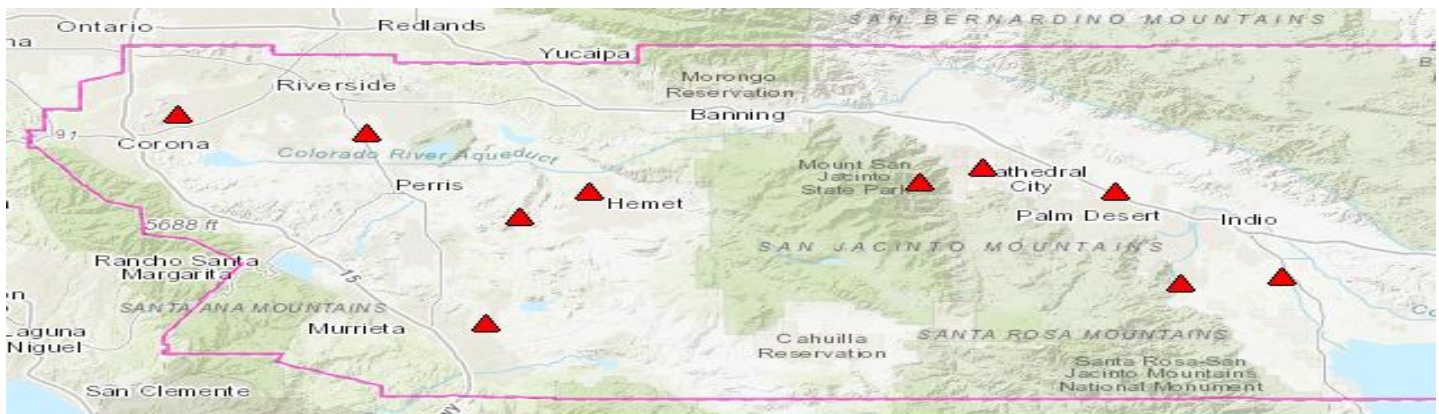 SAN BERNARDINO MOUNTAINS
Ontario
Redlands
Yucaipa
Riverside
Morongo
Reservation
Banning
91
Corona
Colorado River Aqueduct
Mount San
Jacinto
State Park
athedral
City
Perris
Hemet
Palm Desert
Indio
5688 ft
SAN JACINTO MOUNTAINS
Rancho Santa
Margarita
15
SANTA ANA MOUNTAINS
Murrieta
Laguna
Niguel
Cahuilla
Reservation
SANTA ROSA MOUNTAINS
Santa Rosa-San
Jacinto Mountains
National Monument
San Clemente